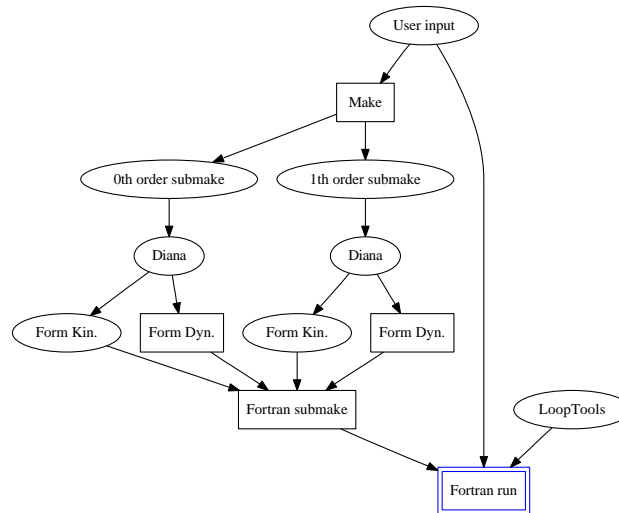 User input
Make
0th order submake
1th order submake
Diana
Diana
Form Kin.
Form Dyn.
Form Kin.
Form Dyn.
Fortran submake
LoopTools
Fortran run